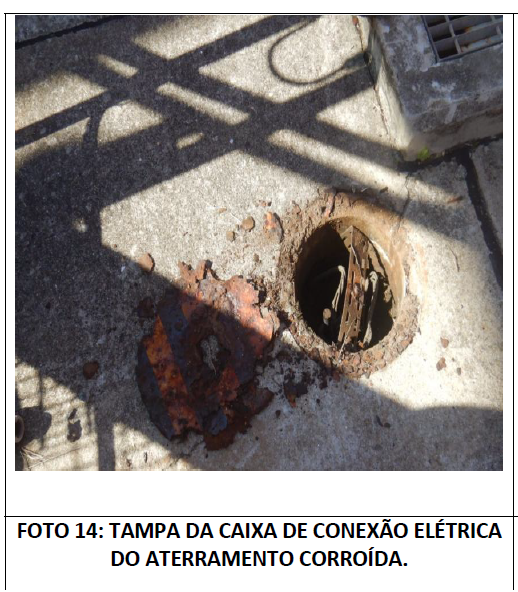 FOTO 14: TAMPA DA CAIXA DE CONEXÃO ELÉTRICA
DO ATERRAMENTO CORROÍDA.